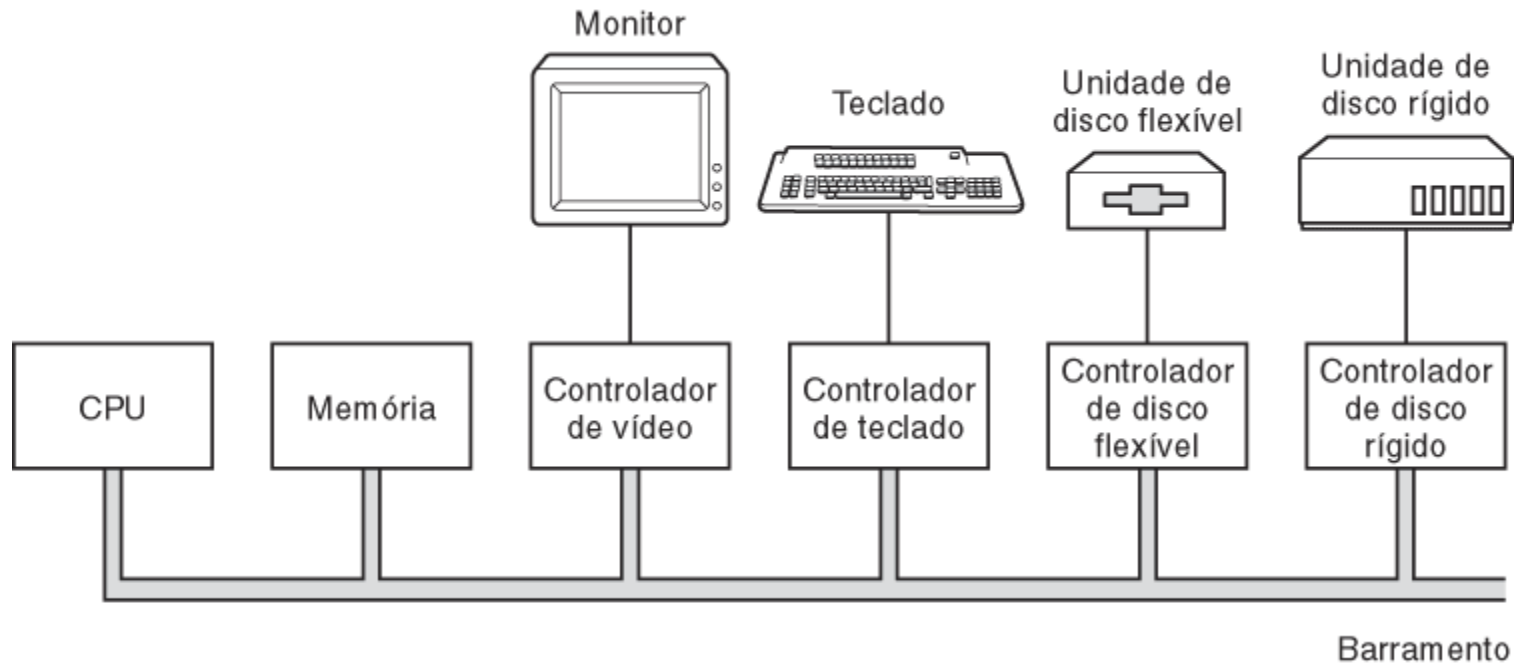 Monitor
Teclado
Unidade de
disco flexível
Unidade de
disco rígido
CPU
Memória
Controlador
de vídeo
Controlador
de teclado
Controlador
de disco
flexível
Controlador
de disco
rígido
Barramento